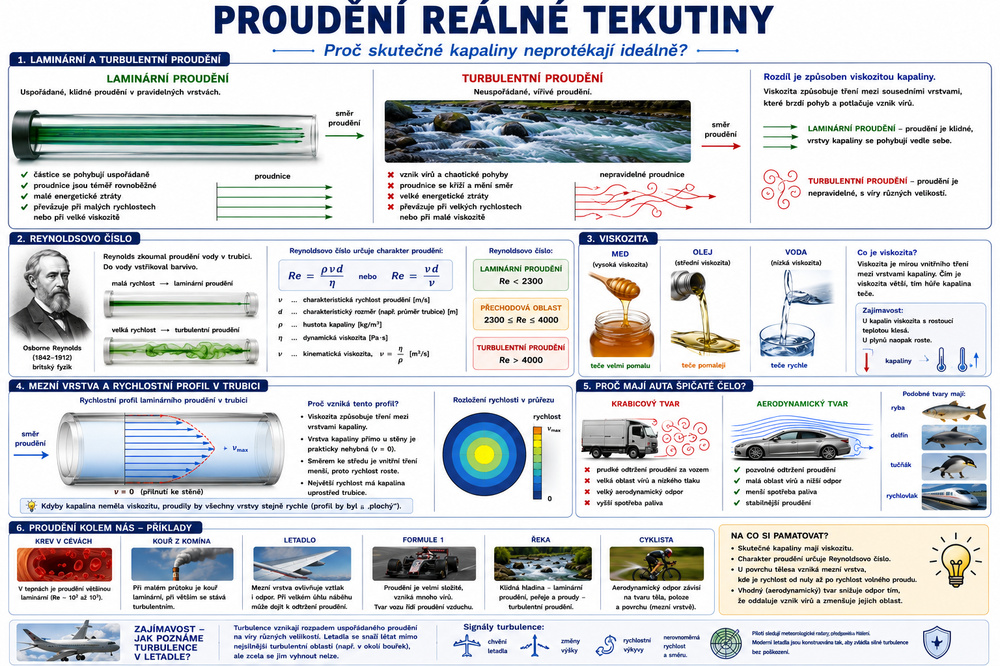 PROUDĚNÍ REÁLNÉ TEKUTINY
Proč skutečné kapaliny neprotékají ideálně?
1. LAMINÁRNÍ A TURBULENTNÍ PROUDĚNÍ
LAMINÁRNÍ PROUDĚNÍ
Uspořádané, klidné proudění v pravidelných vrstvách.
směr
proudění
částice se pohybují uspořádaně
proudnice jsou téměř rovnoběžné
malé energetické ztráty
převažuje při malých rychlostech
nebo při velké viskozitě
proudnice
TURBULENTNÍ PROUDĚNÍ
Neuspořádané, vířivé proudění.
směr
proudění
vznik vírů a chaotické pohyby
proudnice se kříží a mění směr
velké energetické ztráty
převažuje při velkých rychlostech
nebo při malé viskozitě
nepravidelné proudnice
Rozdíl je způsoben viskozitou kapaliny.
Viskozita způsobuje tření mezi sousedními vrstvami,
které brzdí pohyb a potlačuje vznik vírů.
LAMINÁRNÍ PROUDĚNÍ – proudění je klidné,
vrstvy kapaliny se pohybují vedle sebe.
TURBULENTNÍ PROUDĚNÍ – proudění je
nepravidelné, s víry různých velikostí.
2. REYNOLDSOVO ČÍSLO
Osborne Reynolds
(1842–1912)
britský fyzik
Reynolds zkoumal proudění vody v trubici.
Do vody vstřikoval barvivo.
malá rychlost → laminární proudění
velká rychlost → turbulentní proudění
Reynoldsovo číslo určuje charakter proudění:
Re = ρ v d / η nebo Re = v d / ν
v ... charakteristická rychlost proudění [m/s]
d ... charakteristický rozměr (např. průměr trubice) [m]
ρ ... hustota kapaliny [kg/m³]
η ... dynamická viskozita [Pa·s]
ν ... kinematická viskozita, ν = η / ρ [m²/s]
Reynoldsovo číslo:
LAMINÁRNÍ PROUDĚNÍ
Re < 2300
PŘECHODOVÁ OBLAST
2300 ≤ Re ≤ 4000
TURBULENTNÍ PROUDĚNÍ
Re > 4000
3. VISKOZITA
MED
(vysoká viskozita)
teče velmi pomalu
OLEJ
(střední viskozita)
teče pomaleji
VODA
(nízká viskozita)
teče rychle
Co je viskozita?
Viskozita je mírou vnitřního tření
mezi vrstvami kapaliny. Čím je
viskozita větší, tím hůře kapalina
teče.
Zajímavost:
U kapalin viskozita s rostoucí
teplotou klesá.
U plynů naopak roste.
kapaliny
4. MEZNÍ VRSTVA A RYCHLOSTNÍ PROFIL V TRUBICI
Rychlostní profil laminárního proudění v trubici
směr
proudění
v max
v = 0 (přilnutí ke stěně)
Proč vzniká tento profil?
• Viskozita způsobuje tření mezi
vrstvami kapaliny.
• Vrstva kapaliny přímo u stěny je
prakticky nehybná (v = 0).
• Směrem ke středu je vnitřní tření
menší, proto rychlost roste.
• Největší rychlost má kapalina
uprostřed trubice.
Kdyby kapalina neměla viskozitu, proudily by všechny vrstvy stejně rychle (profil by byl „plochý“).
Rozložení rychlosti v průřezu
rychlost
v max
0
5. PROČ MAJÍ AUTA ŠPIČATÉ ČELO?
KRABICOVÝ TVAR
prudké odtržení proudění za vozem
velká oblast vírů a nízkého tlaku
velký aerodynamický odpor
vyšší spotřeba paliva
AERODYNAMICKÝ TVAR
pozvolné odtržení proudění
malá oblast vírů a nižší odpor
menší spotřeba paliva
stabilnější proudění
Podobné tvary mají:
ryba
delfín
tučňák
rychlovlak
6. PROUDĚNÍ KOLEM NÁS – PŘÍKLADY
KREV V CÉVÁCH
V tepnách je proudění většinou
laminární (Re ~ 10² až 10³).
KOUŘ Z KOMÍNA
Při malém průtoku je kouř
laminární, při větším se stává
turbulentním.
LETADLO
Mezní vrstva ovlivňuje vztlak
i odpor. Při velkém úhlu náběhu
může dojít k odtržení proudění.
FORMULE 1
Proudění je velmi složité,
vzniká mnoho vírů.
Tvar vozu řídí proudění vzduchu.
ŘEKA
Klidná hladina – laminární
proudění, peřeje a proudy –
turbulentní proudění.
CYKLISTA
Aerodynamický odpor závisí
na tvaru těla, poloze
a povrchu (mezní vrstvě).
NA CO SI PAMATOVAT?
• Skutečné kapaliny mají viskozitu.
• Charakter proudění určuje Reynoldsovo číslo.
• U povrchu tělesa vzniká mezní vrstva,
kde je rychlost od nuly až po rychlost volného proudu.
• Vhodný (aerodynamický) tvar snižuje odpor tím,
že oddaluje vznik vírů a zmenšuje jejich oblast.
ZAJÍMAVOST –
JAK POZNÁME
TURBULENCE
V LETADLE?
Turbulence vznikají rozpadem uspořádaného proudění
na víry různých velikostí. Letadla se snaží létat mimo
nejsilnější turbulentní oblasti (např. v okolí bouřek),
ale zcela se jim vyhnout nelze.
Signály turbulence:
chvění
letadla
změny
výšky
rychlostní
výkyvy
nerovnoměrná
rychlost
a směru.
Piloti sledují meteorologické radary,
Moderní letadla jsou konstruována tak, aby zvládla silné turbulence
bez poškození.